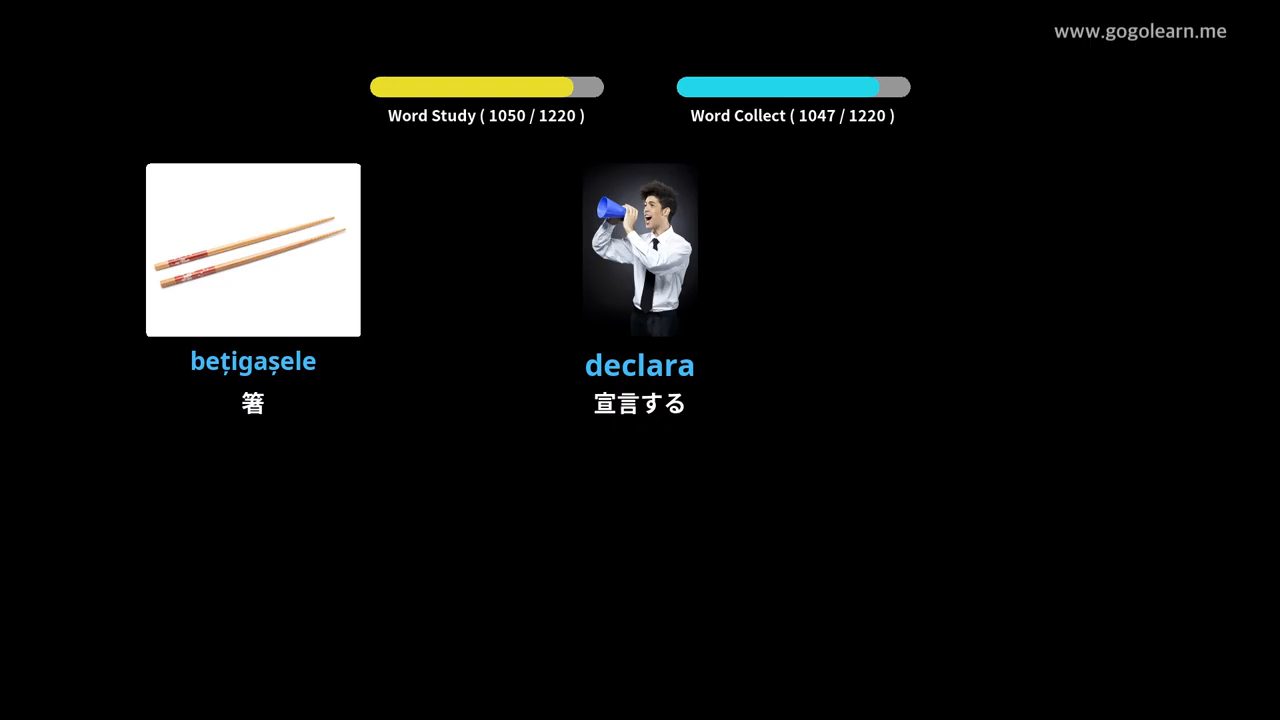 www.gogolearn.me
Word Study ( 1050 / 1220 )
Word Collect ( 1047 / 1220 )
bețigașele
箸
declara
宣言する